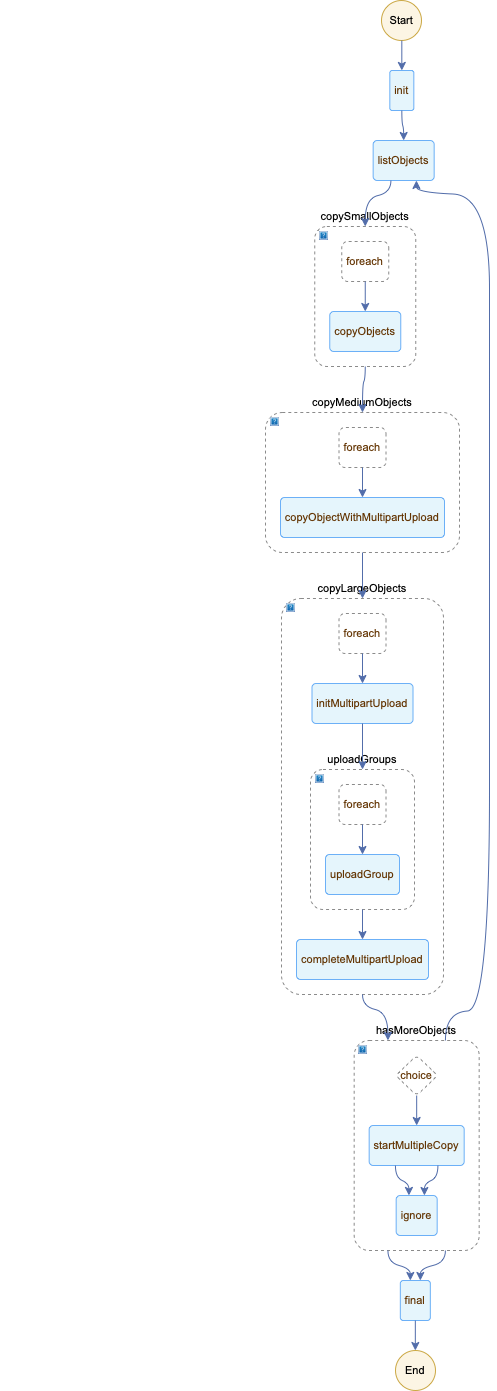 Start
init
listObjects
copySmallObjects
foreach
copyObjects
copyMediumObjects
foreach
copyObjectWithMultipartUpload
copyLargeObjects
foreach
initMultipartUpload
uploadGroups
foreach
uploadGroup
completeMultipartUpload
hasMoreObjects
choice
startMultipleCopy
ignore
final
End